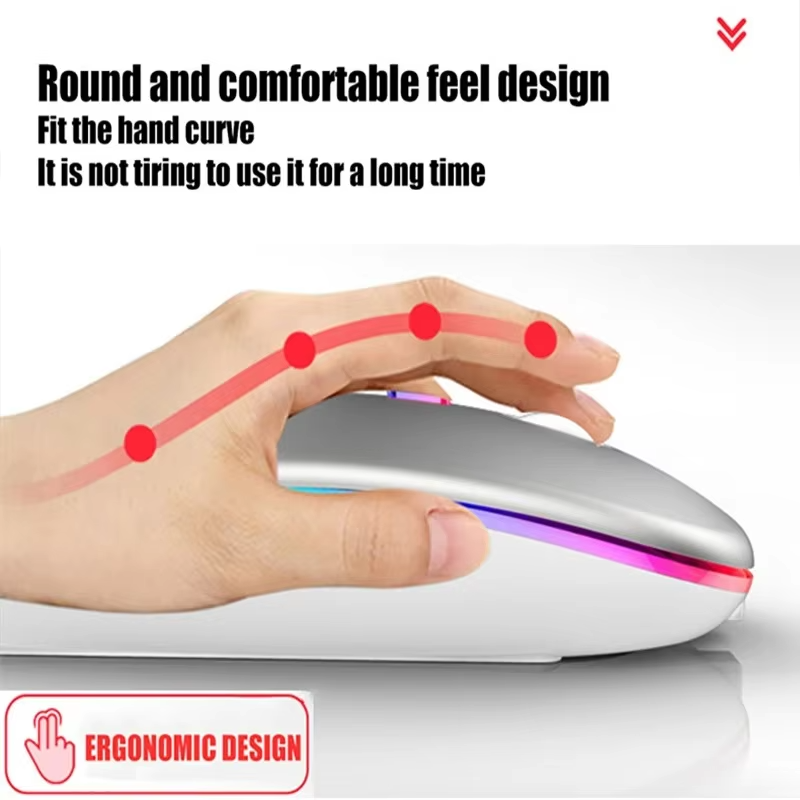 Round and comfortable feel design
Fit the hand curve
It is not tiring to use it for a long time
ERGONOMIC DESIGN